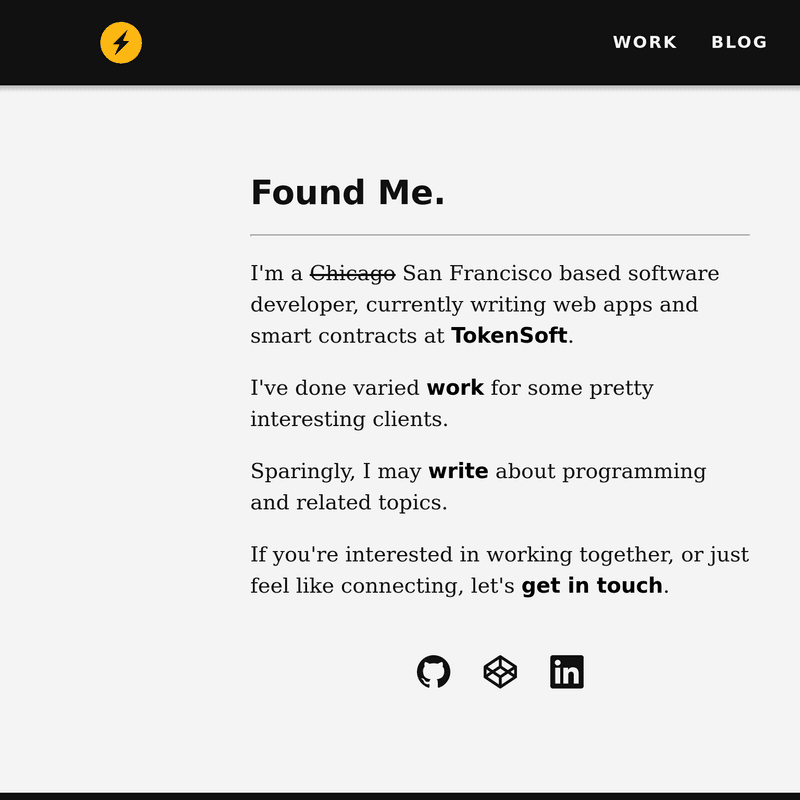 WORK BLOG
Found Me.
I'm a Chicago San Francisco based software
developer, currently writing web apps and
smart contracts at TokenSoft.
I've done varied work for some pretty
interesting clients.
Sparingly, I may write about programming
and related topics.
If you're interested in working together, or just
feel like connecting, let's get in touch.
in